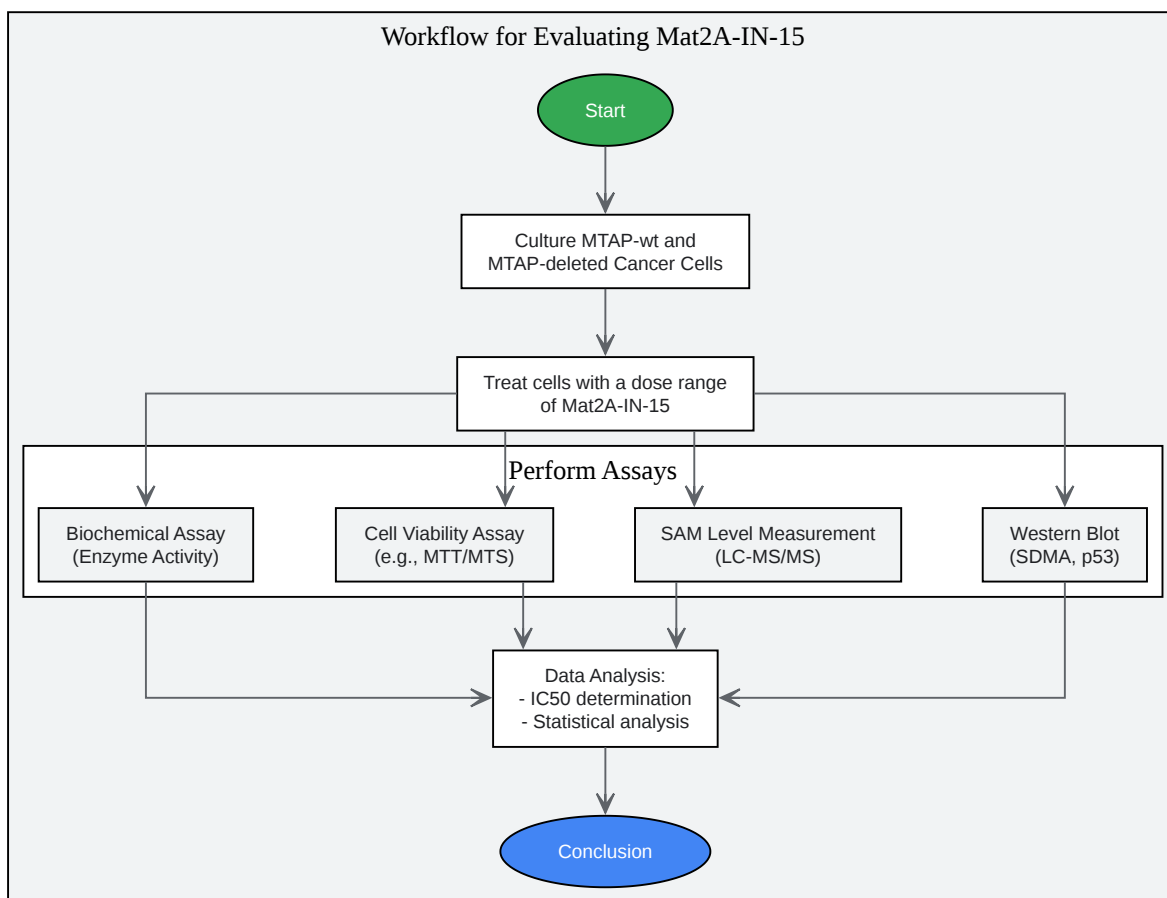 Workflow for Evaluating Mat2A-IN-15
Start
Culture MTAP-wt and
MTAP-deleted Cancer Cells
Treat cells with a dose range
of Mat2A-IN-15
Perform Assays
Biochemical Assay
(Enzyme Activity)
Cell Viability Assay
(e.g., MTT/MTS)
SAM Level Measurement
(LC-MS/MS)
Western Blot
(SDMA, p53)
Data Analysis:
- IC50 determination
- Statistical analysis
Conclusion